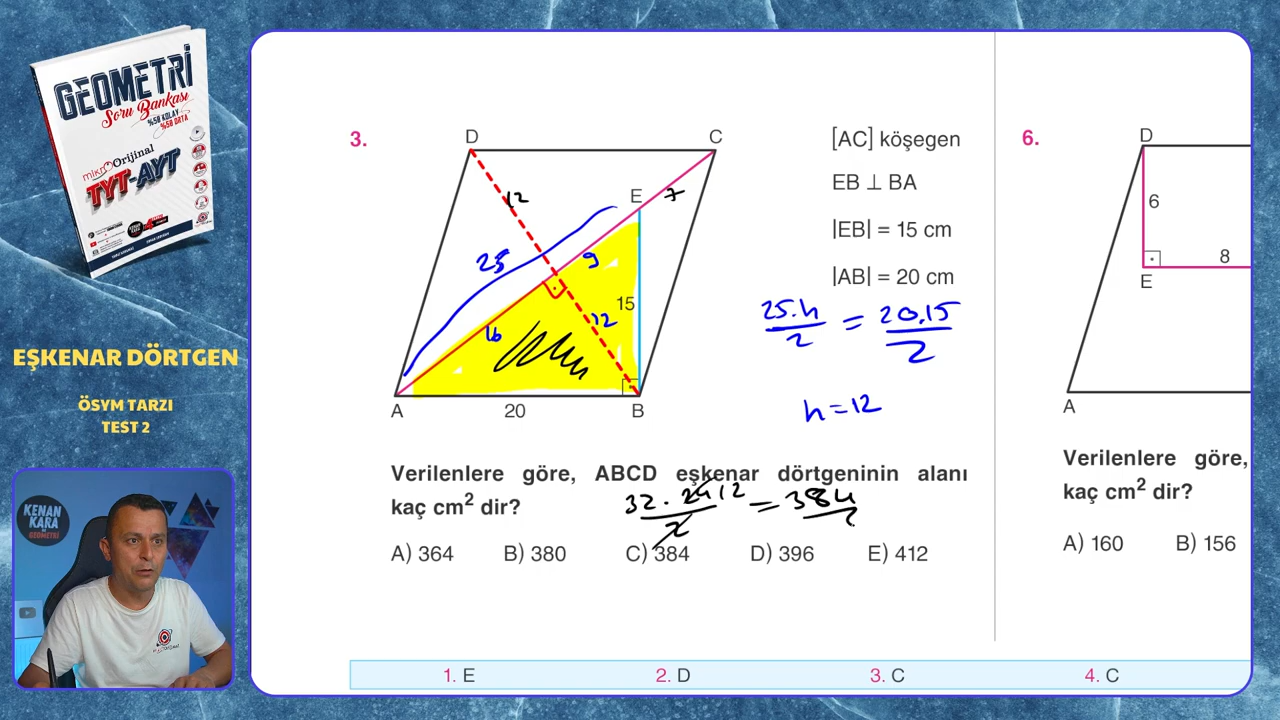 GEOMETRİ
Soru Bankası
%50 KOLAY
%50 ORTA
mikro Orijinal
TYT-AYT
EŞKENAR DÖRTGEN
ÖSYM TARZI
TEST 2
KENAN
KARA
GEOMETRİ
3.
D
C
E
A
B
12
7
25
9
16
12
15
20
[AC] köşegen
EB ⊥ BA
|EB| = 15 cm
|AB| = 20 cm
25.h/2 = 20.15/2
h=12
Verilenlere göre, ABCD eşkenar dörtgeninin alanı
kaç cm² dir?
32.24 12/2 = 384
A) 364 B) 380 C) 384 D) 396 E) 412
6.
D
6
8
E
A
Verilenlere göre,
kaç cm² dir?
A) 160 B) 156
1. E 2. D 3. C 4. C